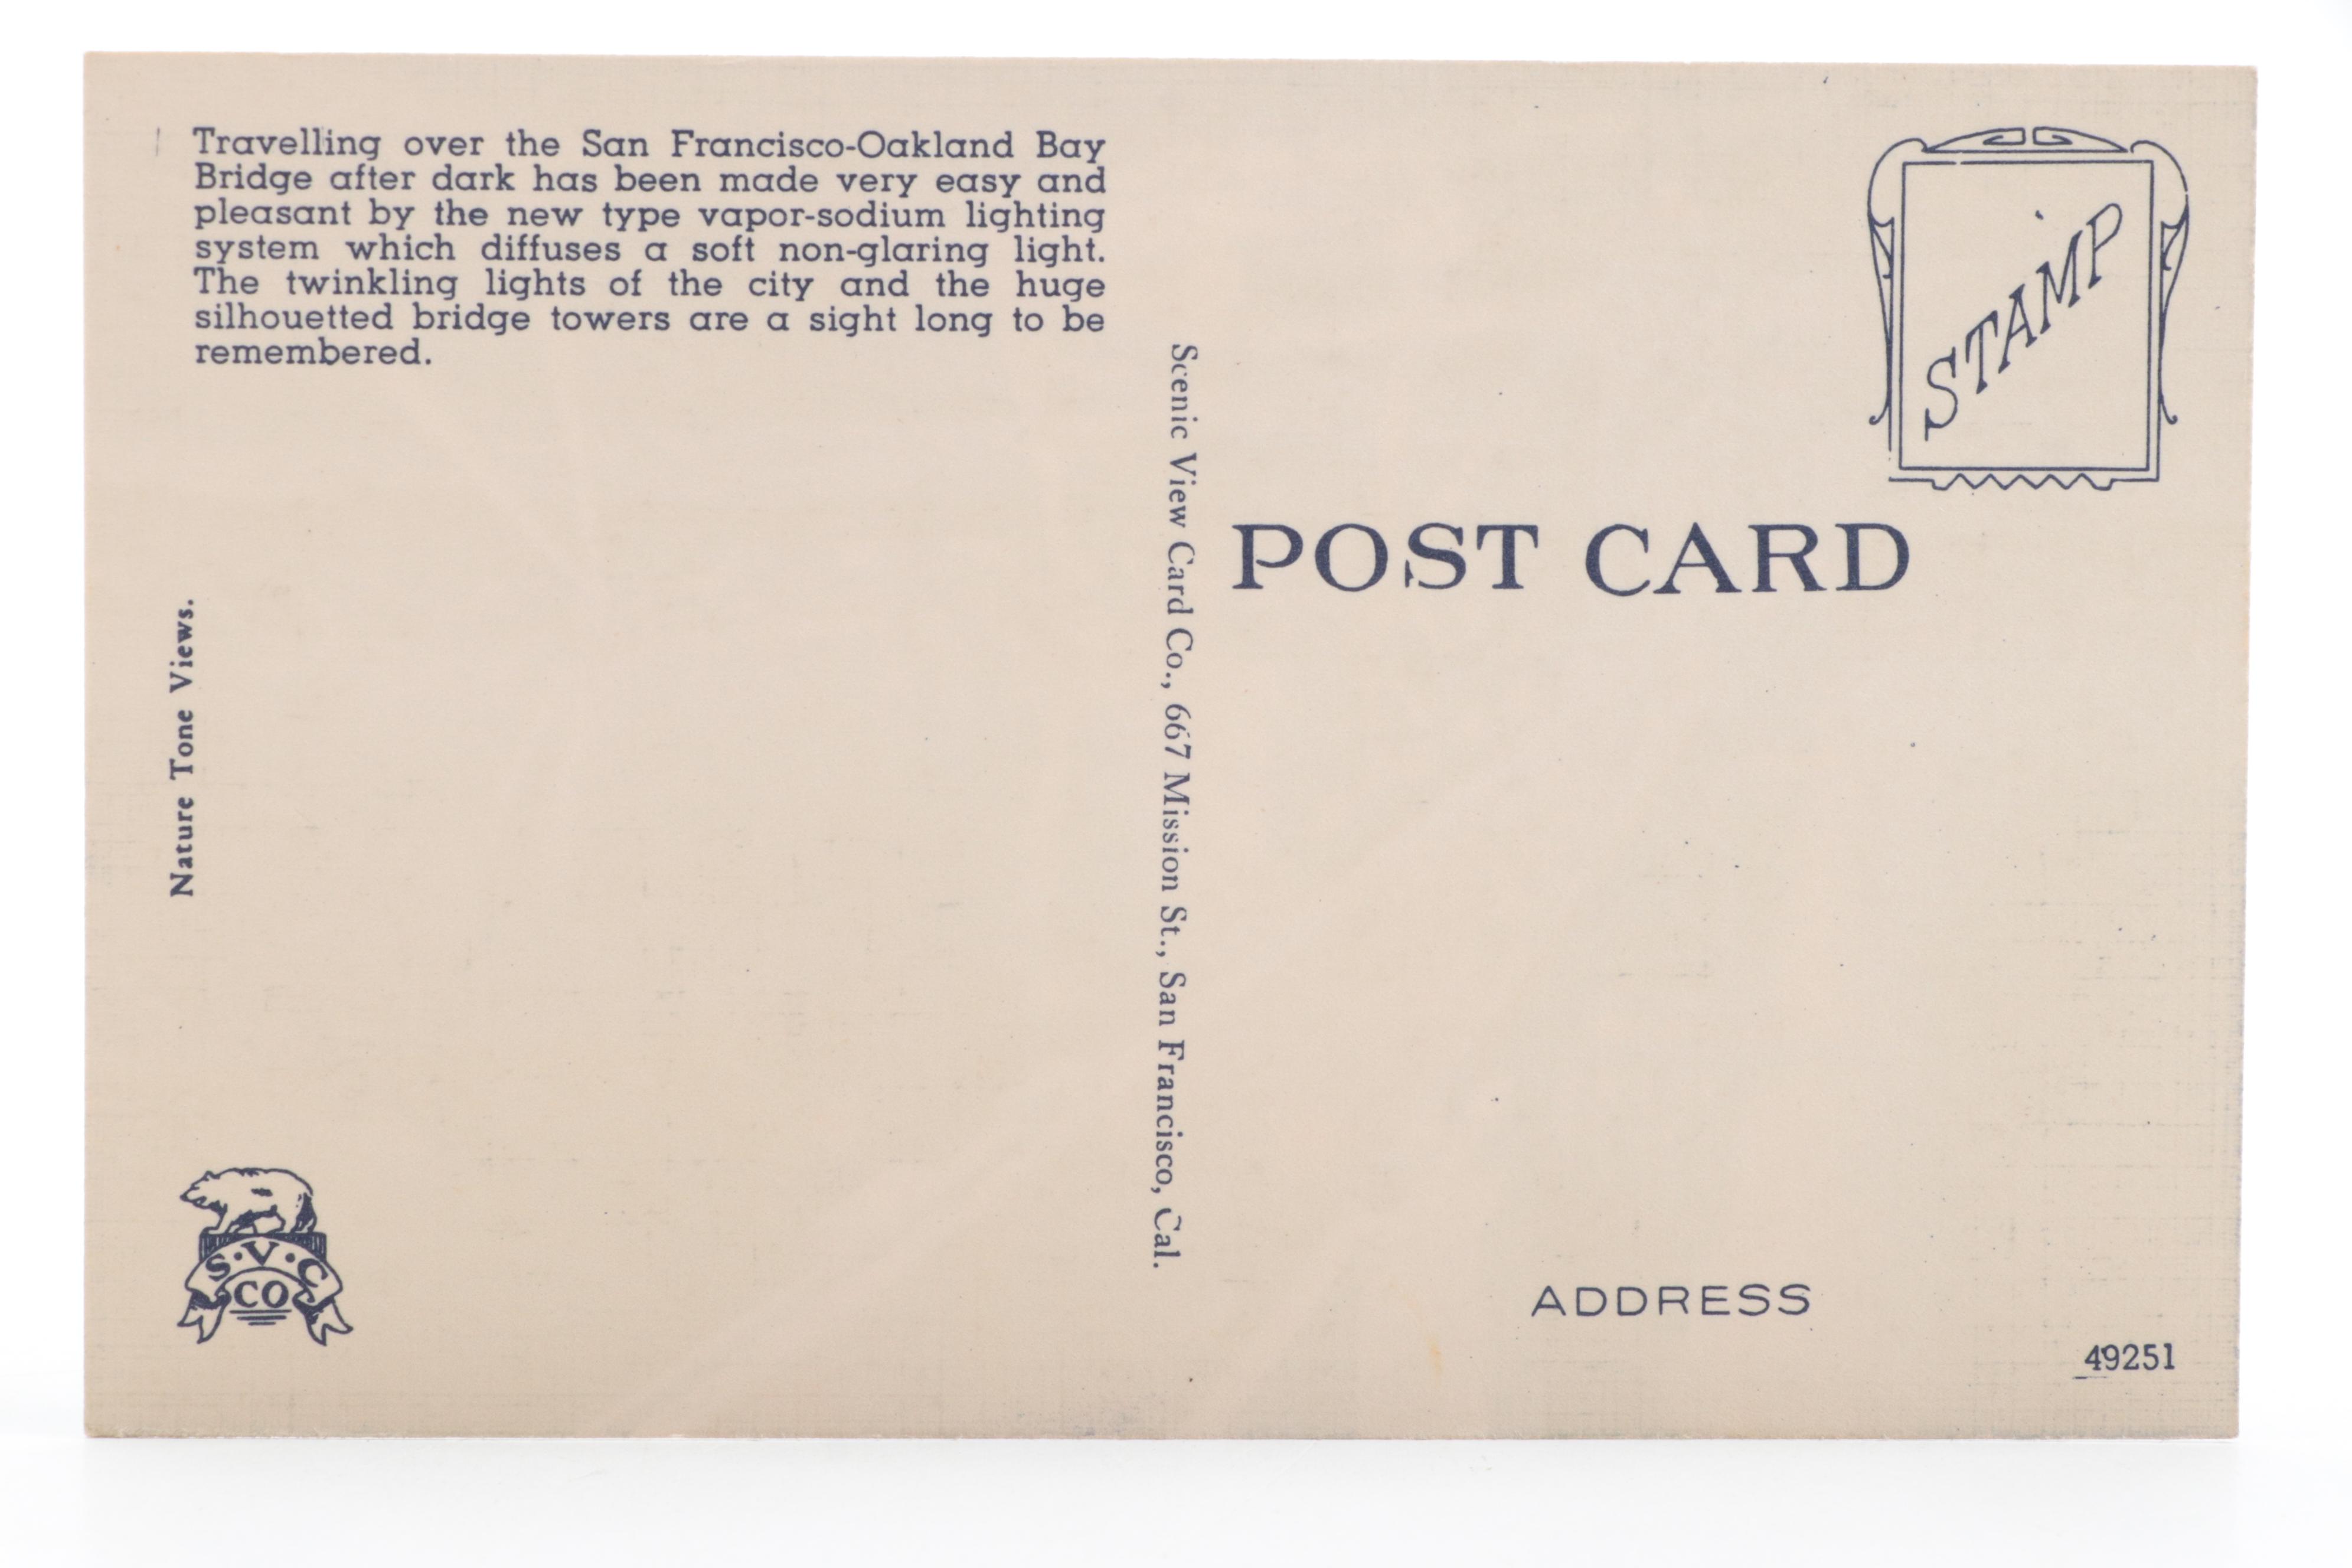 Travelling over the San Francisco-Oakland Bay
Bridge after dark has been made very easy and
pleasant by the new type vapor-sodium lighting
system which diffuses a soft non-glaring light.
The twinkling lights of the city and the huge
silhouetted bridge towers are a sight long to be
remembered.
Nature Tone Views.
S·V·C
CO
Scenic View Card Co., 667 Mission St., San Francisco, Cal.
STAMP
POST CARD
ADDRESS
49251